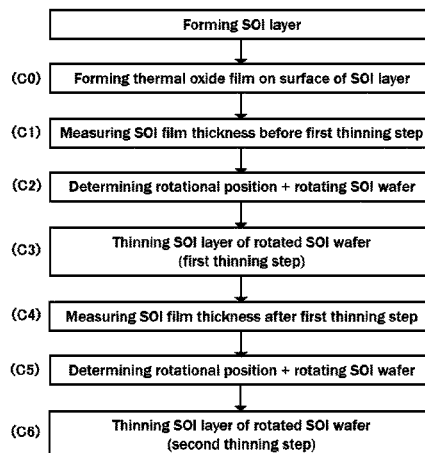 Forming SOI layer
(C0) Forming thermal oxide film on surface of SOI layer
(C1) Measuring SOI film thickness before first thinning step
(C2) Determining rotational position + rotating SOI wafer
(C3) Thinning SOI layer of rotated SOI wafer
(first thinning step)
(C4) Measuring SOI film thickness after first thinning step
(C5) Determining rotational position + rotating SOI wafer
(C6) Thinning SOI layer of rotated SOI wafer
(second thinning step)